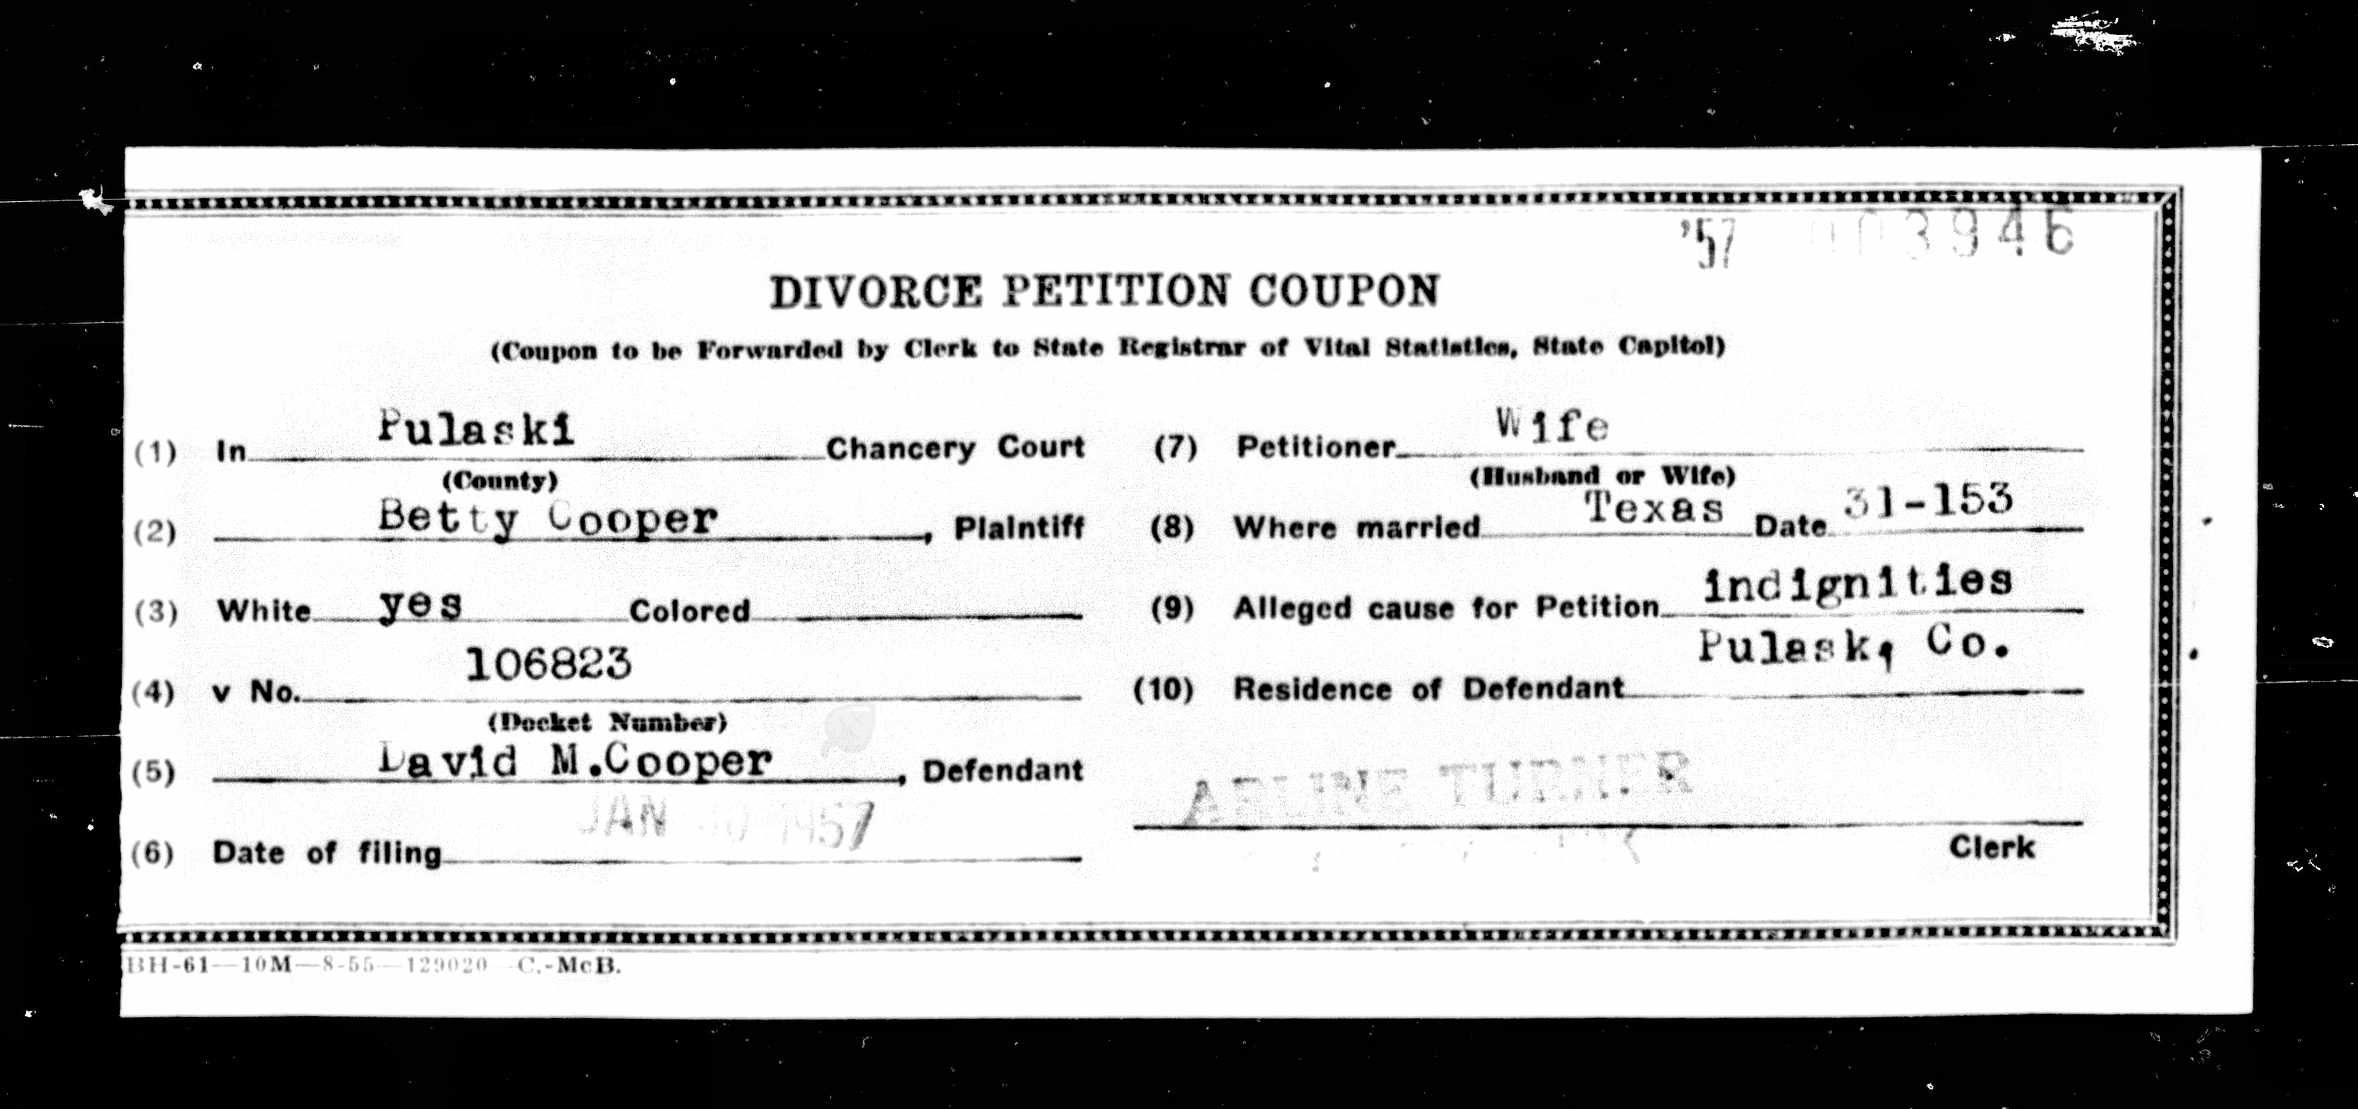 '57 003946
DIVORCE PETITION COUPON
(Coupon to be Forwarded by Clerk to State Registrar of Vital Statistics, State Capitol)
(1) In Pulaski Chancery Court
(County)
(2) Betty Cooper, Plaintiff
(3) White yes Colored
(4) v No. 106823
(Docket Number)
(5) David M.Cooper, Defendant
(6) Date of filing JAN 1957
(7) Petitioner Wife
(Husband or Wife)
(8) Where married Texas Date 31-153
(9) Alleged cause for Petition indignities
(10) Residence of Defendant Pulask, Co.
ARLINE TURNER
Clerk
BH-61—10M—8-55—129020—C.-McB.